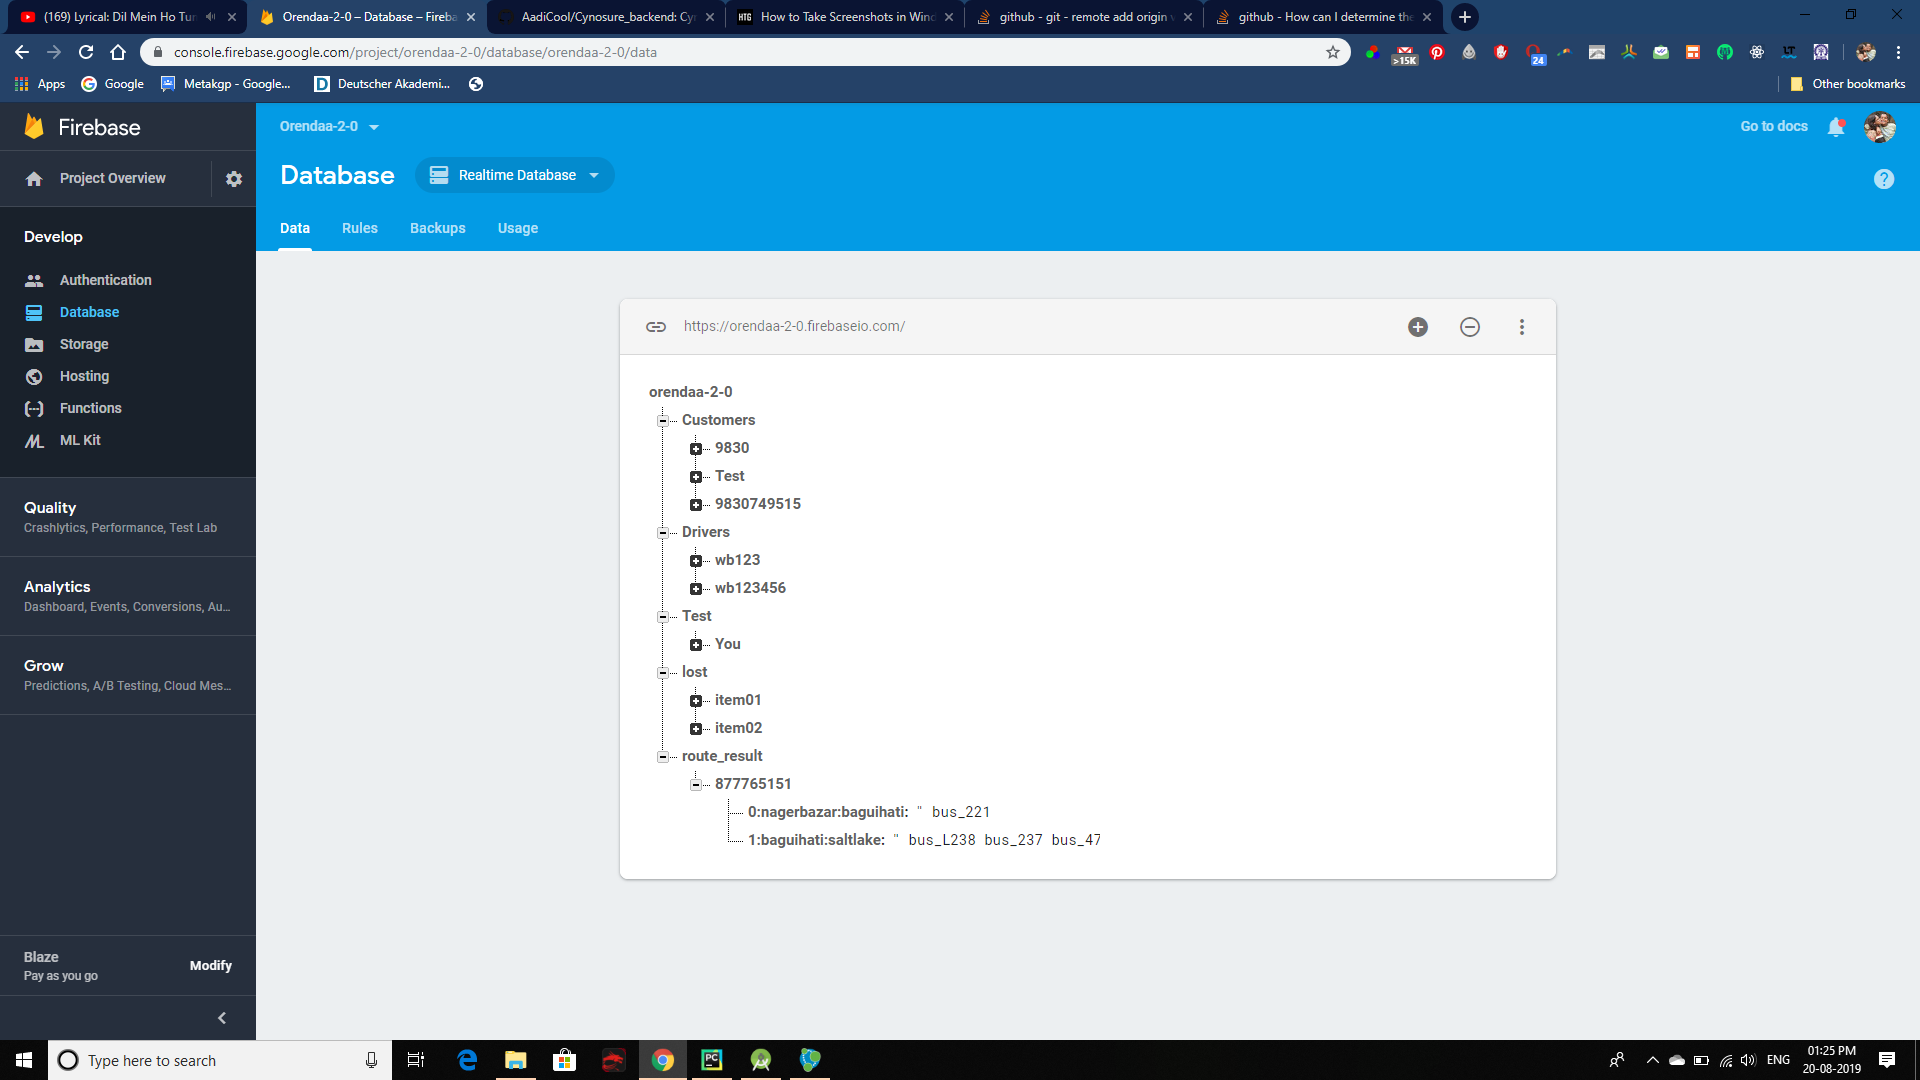 (169) Lyrical: Dil Mein Ho Tum
Orendaa-2-0 – Database – Fireba
AadiCool/Cynosure_backend: Cy
HTG How to Take Screenshots in Wind
github - git - remote add origin v
github - How can I determine the
console.firebase.google.com/project/orendaa-2-0/database/orendaa-2-0/data
>15K
24
LT
Apps Google Metakgp - Google... D Deutscher Akademi... Other bookmarks
Firebase
Orendaa-2-0
Go to docs
Project Overview
Database
Realtime Database
?
Data Rules Backups Usage
Develop
Authentication
Database
Storage
Hosting
Functions
ML Kit
Quality
Crashlytics, Performance, Test Lab
Analytics
Dashboard, Events, Conversions, Au...
Grow
Predictions, A/B Testing, Cloud Mes...
Blaze
Pay as you go
Modify
https://orendaa-2-0.firebaseio.com/
orendaa-2-0
Customers
9830
Test
9830749515
Drivers
wb123
wb123456
Test
You
lost
item01
item02
route_result
877765151
0:nagerbazar:baguihati: " bus_221
1:baguihati:saltlake: " bus_L238 bus_237 bus_47
Type here to search
PC
ENG
01:25 PM
20-08-2019